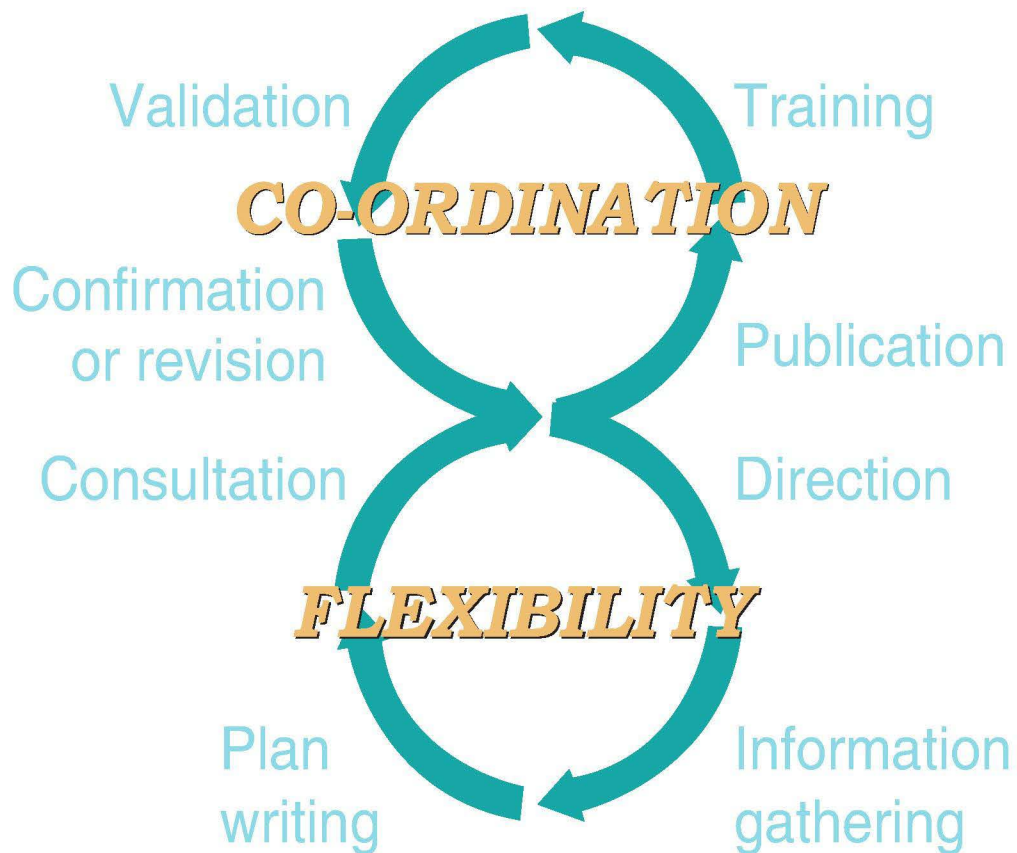 Validation
Training
CO-ORDINATION
Confirmation
or revision
Publication
Consultation
Direction
FLEXIBILITY
Plan
writing
Information
gathering